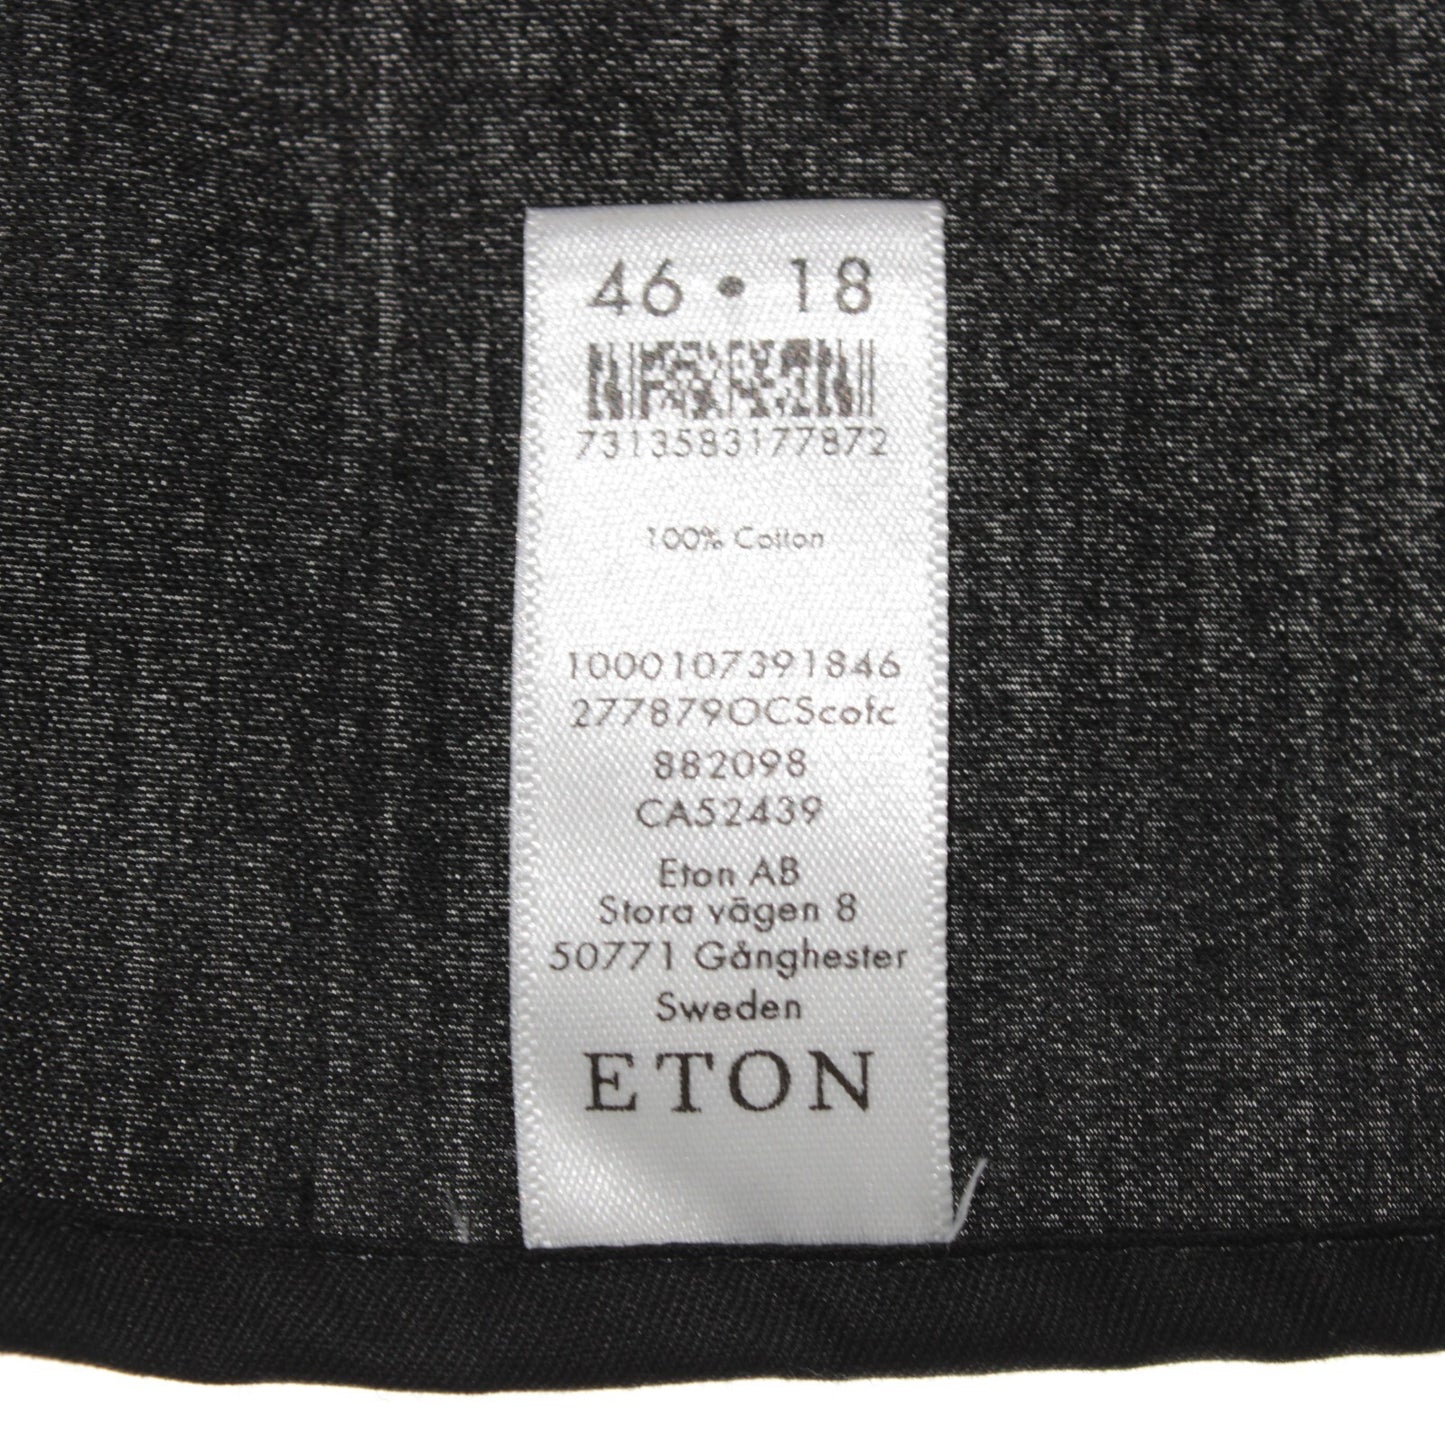 46 • 18
7313583177872
100% Cotton
1000107391846
277879OCScofc
882098
CA52439
Eton AB
Stora vägen 8
50771 Gånghester
Sweden
ETON